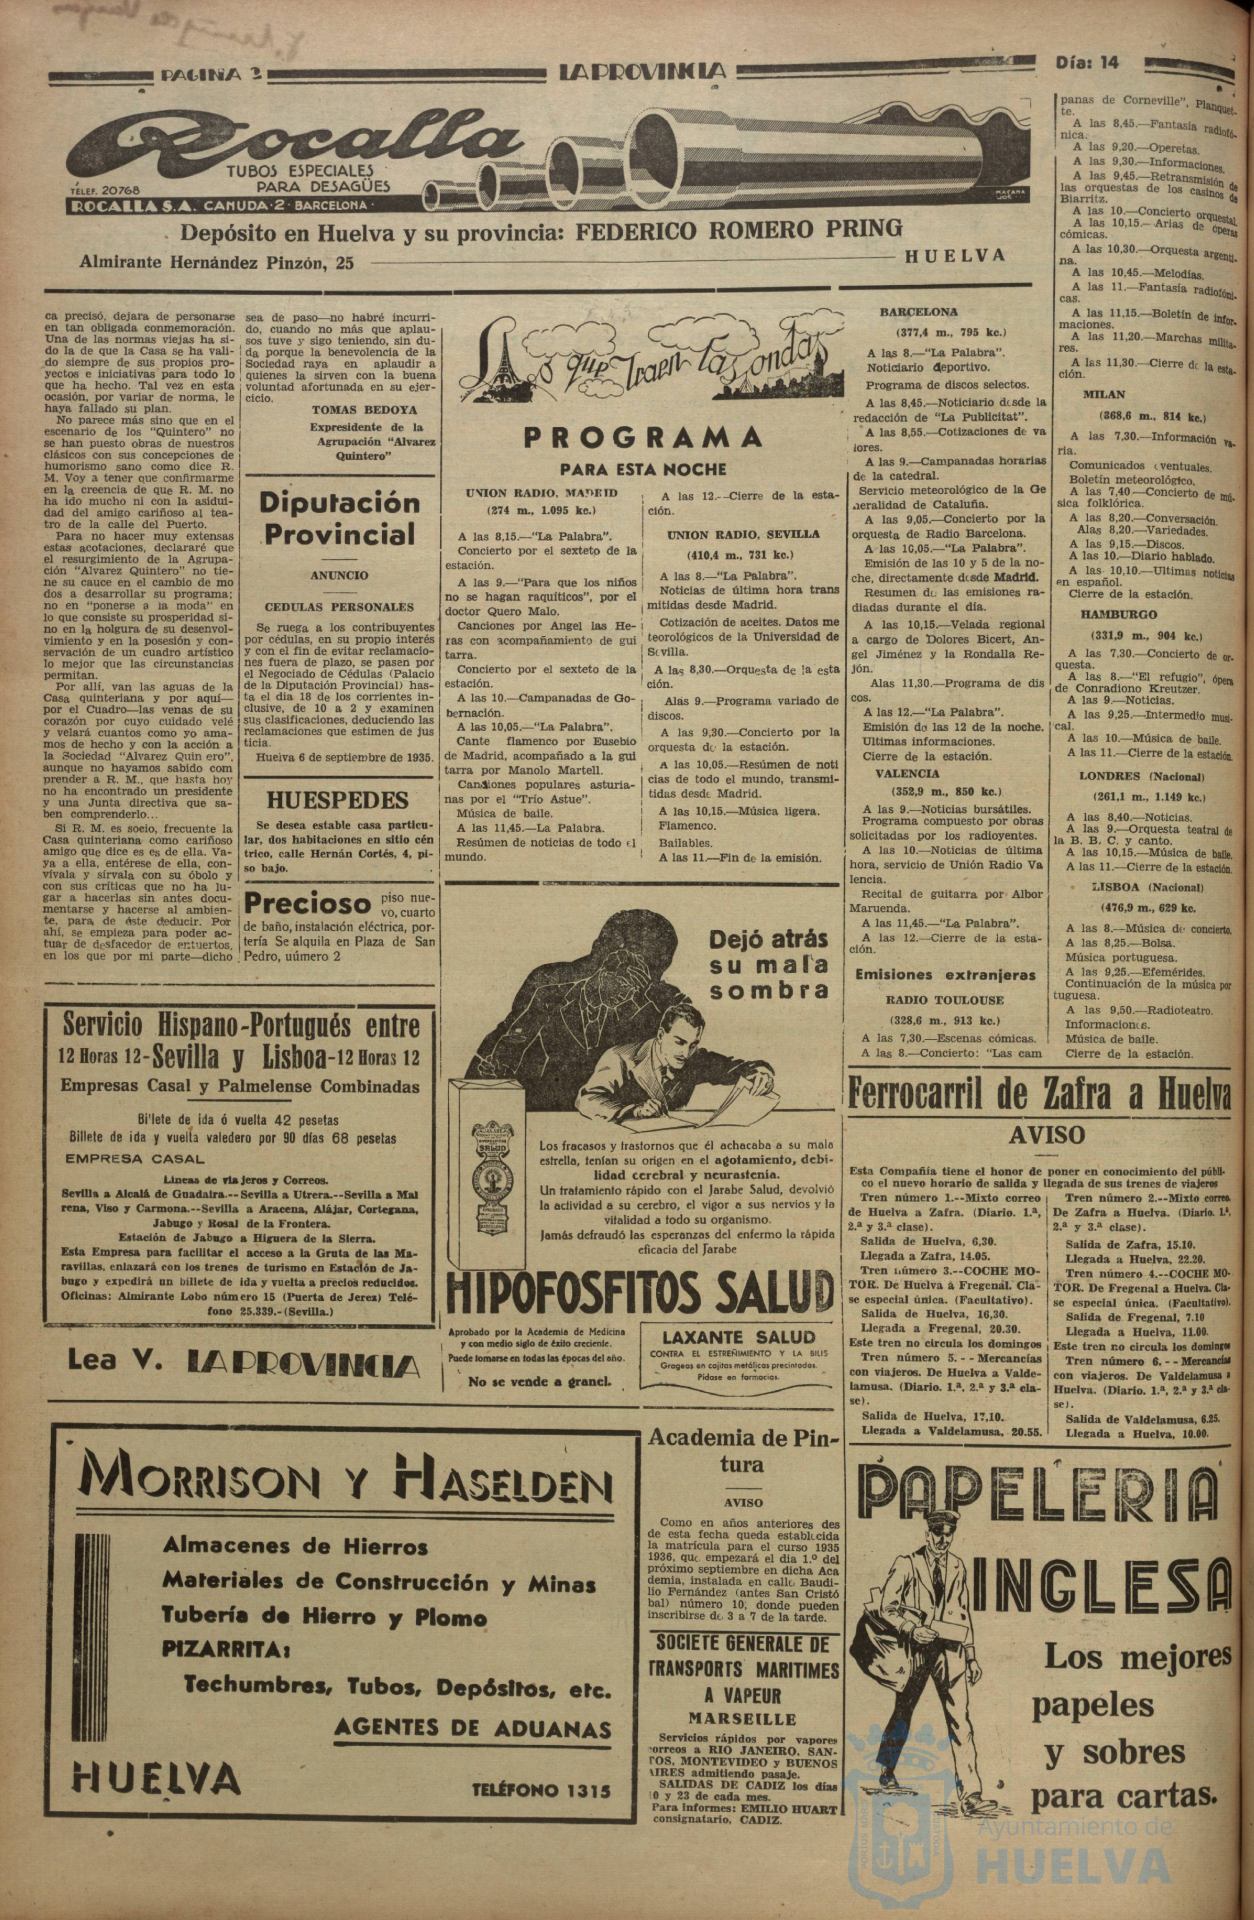 PAGINA 2
LA PROVINCIA
Día: 14
Rocalla
TUBOS ESPECIALES
PARA DESAGÜES
TÉLEF. 20768
ROCALLA S.A. CANUDA·2· BARCELONA·
Depósito en Huelva y su provincia: FEDERICO ROMERO PRING
Almirante Hernández Pinzón, 25
HUELVA
ca precisó, dejara de personarse
en tan obligada conmemoración.
Una de las normas viejas ha si-
do la de que la Casa se ha vali-
do siempre de sus propios pro
yectos e iniciativas para todo lo
que ha hecho. Tal vez en esta
ocasión, por variar de norma, le
haya fallado su plan.
No parece más sino que en el
escenario de los "Quintero" no
se han puesto obras de nuestros
clásicos con sus concepciones de
humorismo sano como dice R.
M. Voy a tener que confirmarme
en la creencia de que R. M. no
ha ido mucho ni con la asidui-
dad del amigo cariñoso al tea-
tro de la calle del Puerto.
Para no hacer muy extensas
estas acotaciones, declararé que
el resurgimiento de la Agrupa-
ción "Alvarez Quintero" no tie-
ne su cauce en el cambio de mo
dos a desarrollar su programa;
no en "ponerse a la moda" en
lo que consiste su prosperidad si-
no en la holgura de su desenvol-
vimiento y en la posesión y con-
servación de un cuadro artístico
lo mejor que las circunstancias
permitan.
Por allí, van las aguas de la
Casa quinteriana y por aquí—
por el Cuadro—las venas de su
corazón por cuyo cuidado velé
y velará cuantos como yo ama-
mos de hecho y con la acción a
la Sociedad "Alvarez Quin ero".
aunque no hayamos sabido com
prender a R. M., que hasta hoy
no ha encontrado un presidente
y una Junta directiva que sa-
ben comprenderlo...
Si R. M. es socio, frecuente la
Casa quinteriana como cariñoso
amigo que dice es es de ella. Va-
ya a ella, entérese de ella, con-
vívala y sírvala con su óbolo y
con sus críticas que no ha lu-
gar a hacerlas sin antes docu-
mentarse y hacerse al ambien-
te, para de éste deducir. Por
ahí, se empieza para poder ac-
tuar de desfacedor de entuertos,
en los que por mi parte—dicho
sea de paso—no habré incurri-
do, cuando no más que aplau-
sos tuve y sigo teniendo, sin du-
da porque la benevolencia de la
Sociedad raya en aplaudir a
quienes la sirven con la buena
voluntad afortunada en su ejer-
cicio.
TOMAS BEDOYA
Expresidente de la
Agrupación "Alvarez
Quintero"
Diputación
Provincial
ANUNCIO
CEDULAS PERSONALES
Se ruega a los contribuyentes
por cédulas, en su propio interés
y con el fin de evitar reclamacio-
nes fuera de plazo, se pasen por
el Negociado de Cédulas (Palacio
de la Diputación Provincial) has-
ta el día 18 de los corrientes in-
clusive, de 10 a 2 y examinen
sus clasificaciones, deduciendo las
reclamaciones que estimen de jus
ticia.
Huelva 6 de septiembre de 1935.
HUESPEDES
Se desea estable casa particu-
lar, dos habitaciones en sitio cén
trico, calle Hernán Cortés, 4, pi-
so bajo.
Precioso piso nue-
vo, cuarto
de baño, instalación eléctrica, por-
tería Se alquila en Plaza de San
Pedro, uúmero 2
Lo que traen las ondas
PROGRAMA
PARA ESTA NOCHE
UNION RADIO, MADRID
(274 m., 1.095 kc.)
A las 8,15.—"La Palabra".
Concierto por el sexteto de la
estación.
A las 9.—"Para que los niños
no se hagan raquíticos", por el
doctor Quero Malo.
Canciones por Angel las He-
ras con acompañamiento de gui
tarra.
Concierto por el sexteto de la
estación.
A las 10.—Campanadas de Go-
bernación.
A las 10,05.—"La Palabra".
Cante flamenco por Eusebio
de Madrid, acompañado a la gui
tarra por Manolo Martell.
Canciones populares asturia-
nas por el "Trío Astue".
Música de baile.
A las 11,45.—La Palabra.
Resúmen de noticias de todo el
mundo.
A las 12.—Cierre de la esta-
ción.
UNION RADIO, SEVILLA
(410,4 m., 731 kc.)
A las 8.—"La Palabra".
Noticias de última hora trans
mitidas desde Madrid.
Cotización de aceites. Datos me
teorológicos de la Universidad de
Sevilla.
A las 8,30.—Orquesta de la esta
ción.
Alas 9.—Programa variado de
discos.
A las 9,30.—Concierto por la
orquesta de la estación.
A las 10,05.—Resúmen de noti
cias de todo el mundo, transmi-
tidas desde Madrid.
A las 10,15.—Música ligera.
Flamenco.
Bailables.
A las 11.—Fin de la emisión.
BARCELONA
(377,4 m., 795 kc.)
A las 8.—"La Palabra".
Notidiario deportivo.
Programa de discos selectos.
A las 8,45.—Noticiario desde la
redacción de "La Publicitat".
A las 8,55.—Cotizaciones de va
lores.
A las 9.—Campanadas horarias
de la catedral.
Servicio meteorológico de la Ge
neralidad de Cataluña.
A las 9,05.—Concierto por la
orquesta de Radio Barcelona.
A las 10,05.—"La Palabra".
Emisión de las 10 y 5 de la no-
che, directamente desde Madrid.
Resumen de las emisiones ra-
diadas durante el día.
A las 10,15.—Velada regional
a cargo de Dolores Bicert, An-
gel Jiménez y la Rondalla Re-
jón.
Alas 11,30.—Programa de dis
cos.
A las 12.—"La Palabra".
Emisión de las 12 de la noche.
Ultimas informaciones.
Cierre de la estación.
VALENCIA
(352,9 m., 850 kc.)
A las 9.—Noticias bursátiles.
Programa compuesto por obras
solicitadas por los radioyentes.
A las 10.—Noticias de última
hora, servicio de Unión Radio Va
lencia.
Recital de guitarra por Albor
Maruenda.
A las 11,45.—"La Palabra".
A las 12.—Cierre de la esta-
ción.
Emisiones extranjeras
RADIO TOULOUSE
(328,6 m., 913 kc.)
A las 7,30.—Escenas cómicas.
A las 8.—Concierto: "Las cam
panas de Corneville", Planquet-
te.
A las 8,45.—Fantasía radiofó-
nica.
A las 9,20.—Operetas.
A las 9,30.—Informaciones.
A las 9,45.—Retransmisión de
las orquestas de los casinos de
Biarritz.
A las 10.—Concierto orquestal.
A las 10,15.—Arias de óperas
cómicas.
A las 10,30.—Orquesta argenti-
na.
A las 10,45.—Melodías.
A las 11.—Fantasía radiofóni-
cas.
A las 11,15.—Boletín de infor-
maciones.
A las 11,20.—Marchas milita-
res.
A las 11,30.—Cierre de la esta-
ción.
MILAN
(368,6 m., 814 kc.)
A las 7,30.—Información va-
ria.
Comunicados eventuales.
Boletín meteorológico.
A las 7,40.—Concierto de mú-
sica folklórica.
A las 8,20.—Conversación.
Alas 8,20.—Variedades.
A las 9,15.—Discos.
A las 10.—Diario hablado.
A las 10,10.—Ultimas noticias
en español.
Cierre de la estación.
HAMBURGO
(331,9 m., 904 kc.)
A las 7,30.—Concierto de or-
questa.
A las 8.—"El refugio", ópera
de Conradiono Kreutzer.
A las 9.—Noticias.
A las 9,25.—Intermedio musi-
cal.
A las 10.—Música de baile.
A las 11.—Cierre de la estación.
LONDRES (Nacional)
(261,1 m., 1.149 kc.)
A las 8,40.—Noticias.
A las 9.—Orquesta teatral de
la B. B. C. y canto.
A las 10,15.—Música de baile.
A las 11.—Cierre de la estación.
LISBOA (Nacional)
(476,9 m., 629 kc.
A las 8.—Música de concierto.
A las 8,25.—Bolsa.
Música portuguesa.
A las 9,25.—Efemérides.
Continuación de la música por
tuguesa.
A las 9,50.—Radioteatro.
Informaciones.
Música de baile.
Cierre de la estación.
Servicio Hispano-Portugués entre
12 Horas 12-Sevilla y Lisboa-12 Horas 12
Empresas Casal y Palmelense Combinadas
Billete de ida ó vuelta 42 pesetas
Billete de ida y vuelta valedero por 90 días 68 pesetas
EMPRESA CASAL
Líneas de viajeros y Correos.
Sevilla a Alcalá de Guadaira.--Sevilla a Utrera.--Sevilla a Mai
rena, Viso y Carmona.--Sevilla a Aracena, Alájar, Cortegana,
Jabugo y Rosal de la Frontera.
Estación de Jabugo a Higuera de la Sierra.
Esta Empresa para facilitar el acceso a la Gruta de las Ma-
ravillas, enlazará con los trenes de turismo en Estación de Ja-
bugo y expedirá un billete de ida y vuelta a precios reducidos.
Oficinas: Almirante Lobo número 15 (Puerta de Jerez) Telé-
fono 25.339.-(Sevilla.)
Lea V. LA PROVINCIA
Dejó atrás
su mala
sombra
SALUD
Los fracasos y trastornos que él achacaba a su mala
estrella, tenían su origen en el agotamiento, debi-
lidad cerebral y neurastenia.
Un tratamiento rápido con el Jarabe Salud, devolvió
la actividad a su cerebro, el vigor a sus nervios y la
vitalidad a todo su organismo.
Jamás defraudó las esperanzas del enfermo la rápida
eficacia del Jarabe
HIPOFOSFITOS SALUD
Aprobado por la Academia de Medicina
y con medio siglo de éxito creciente.
Puede tomarse en todas las épocas del año.
No se vende a granel.
LAXANTE SALUD
CONTRA EL ESTREÑIMIENTO Y LA BILIS
Grageas en cajitas metálicas precintadas.
Pídase en farmacias.
Ferrocarril de Zafra a Huelva
AVISO
Esta Compañía tiene el honor de poner en conocimiento del públi-
co el nuevo horario de salida y llegada de sus trenes de viajeros
Tren número 1.--Mixto correo
de Huelva a Zafra. (Diario. 1.ª,
2.ª y 3.ª clase).
Salida de Huelva, 6,30.
Llegada a Zafra, 14.05.
Tren número 3.--COCHE MO-
TOR. De Huelva á Fregenal. Cla-
se especial única. (Facultativo).
Salida de Huelva, 16,30.
Llegada a Fregenal, 20.30.
Este tren no circula los domingos
Tren número 5.--Mercancías
con viajeros. De Huelva a Valde-
lamusa. (Diario. 1.ª, 2.ª y 3.ª cla-
se).
Salida de Huelva, 17,10.
Llegada a Valdelamusa, 20.55.
Tren número 2.--Mixto correo.
De Zafra a Huelva. (Diario. 1.ª,
2.ª y 3.ª clase).
Salida de Zafra, 15.10.
Llegada a Huelva, 22.20.
Tren número 4.--COCHE MO-
TOR. De Fregenal a Huelva. Cla-
se especial única. (Facultativo).
Salida de Fregenal, 7.10
Llegada a Huelva, 11.00.
Este tren no circula los domingos
Tren número 6.--Mercancías
con viajeros. De Valdelamusa a
Huelva. (Diario. 1.ª, 2.ª y 3.ª cla-
se).
Salida de Valdelamusa, 6.25.
Llegada a Huelva, 10.00.
MORRISON Y HASELDEN
Almacenes de Hierros
Materiales de Construcción y Minas
Tubería de Hierro y Plomo
PIZARRITA:
Techumbres, Tubos, Depósitos, etc.
AGENTES DE ADUANAS
HUELVA
TELÉFONO 1315
Academia de Pin-
tura
AVISO
Como en años anteriores des
de esta fecha queda establecida
la matrícula para el curso 1935
1936, que empezará el día 1.º del
próximo septiembre en dicha Aca
demia, instalada en calle Baudi-
lio Fernández (antes San Cristó
bal) número 10, donde pueden
inscribirse de 3 a 7 de la tarde.
SOCIETE GENERALE DE
TRANSPORTS MARITIMES
A VAPEUR
MARSEILLE
Servicios rápidos por vapores
correos a RIO JANEIRO, SAN-
TOS, MONTEVIDEO y BUENOS
AIRES admitiendo pasaje.
SALIDAS DE CADIZ los días
10 y 23 de cada mes.
Para informes: EMILIO HUART
consignatario, CADIZ.
PAPELERIA
INGLESA
Los mejores
papeles
y sobres
para cartas.
Ayuntamiento de
HUELVA